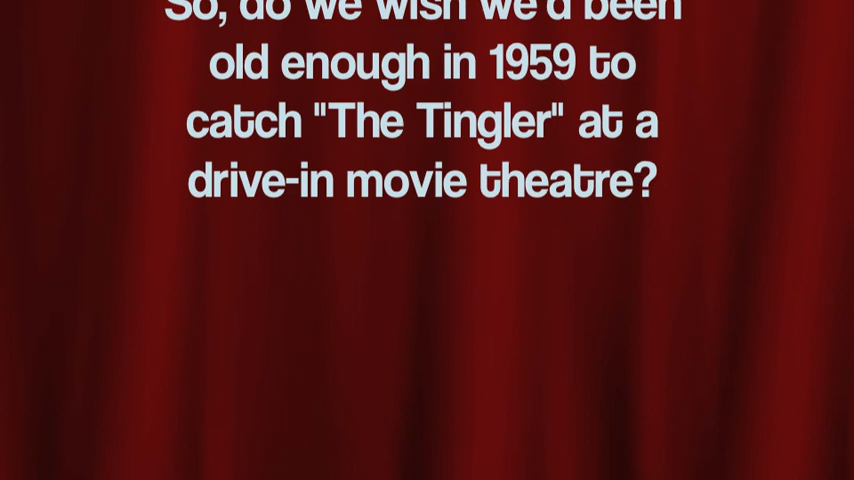 So, do we wish we'd been
old enough in 1959 to
catch "The Tingler" at a
drive-in movie theatre?